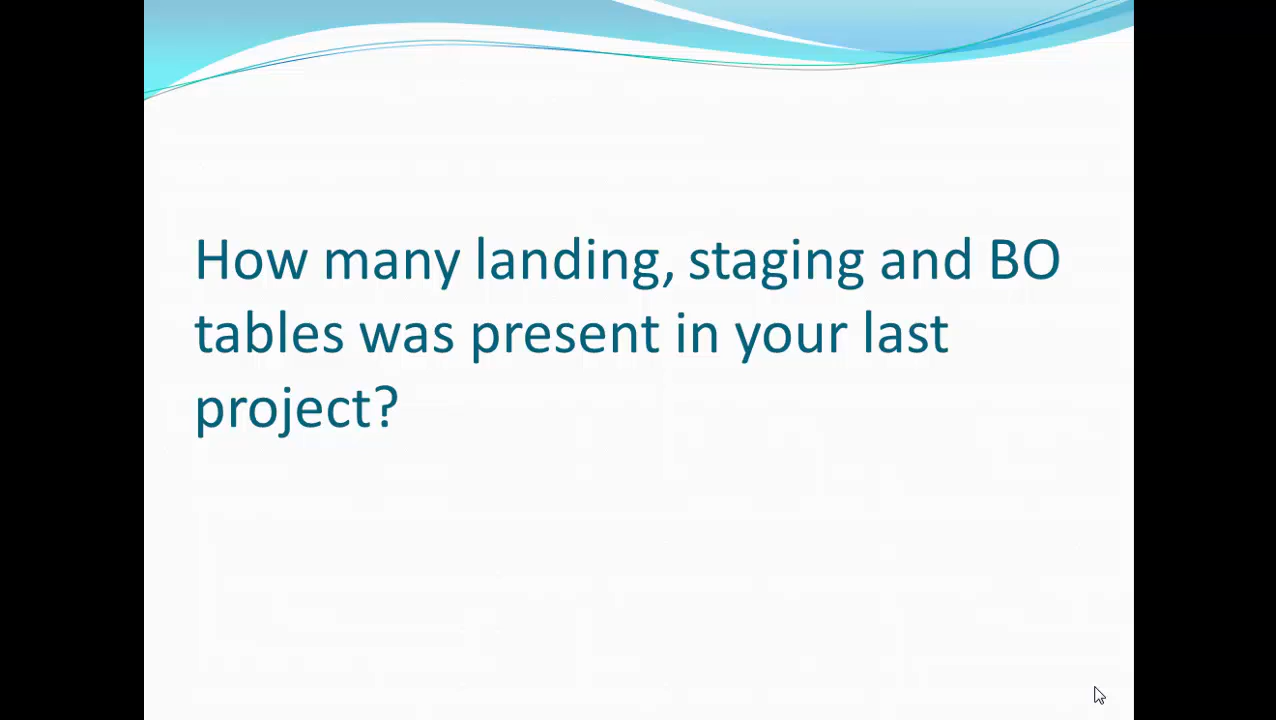 How many landing, staging and BO
tables was present in your last
project?